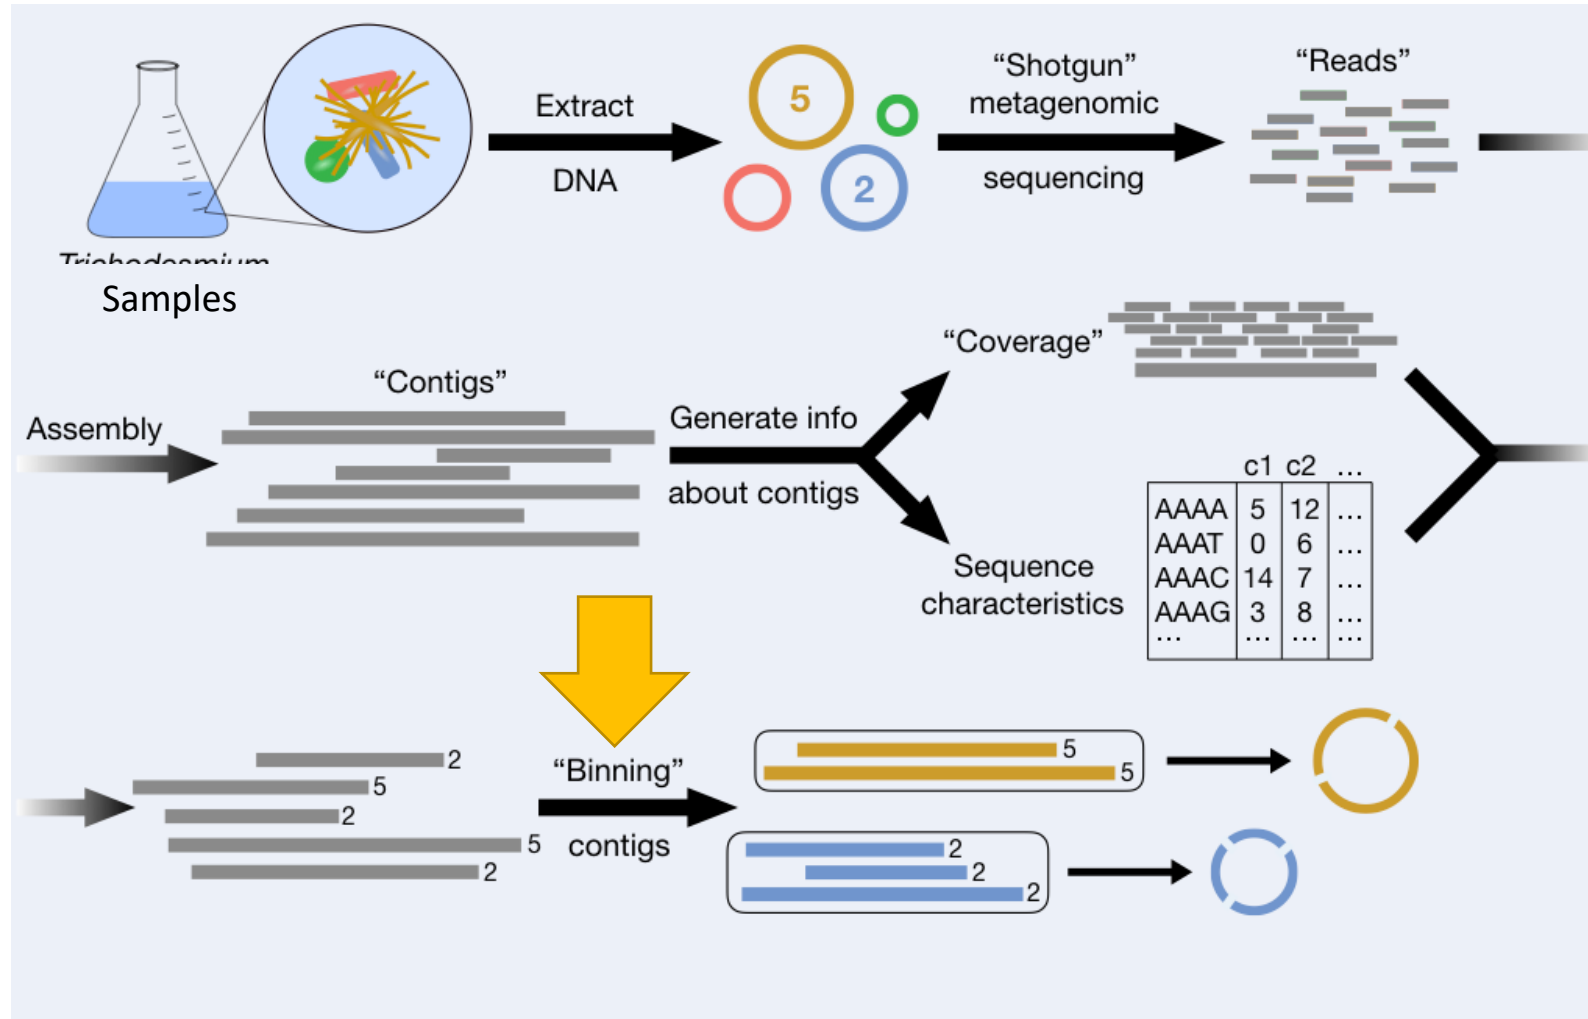 Extract
DNA
5
2
“Shotgun”
metagenomic
sequencing
“Reads”
Trichodesmium
Samples
Assembly
“Contigs”
Generate info
about contigs
“Coverage”
Sequence
characteristics
c1 c2 ...
AAAA 5 12 ...
AAAT 0 6 ...
AAAC 14 7 ...
AAAG 3 8 ...
... ... ... ...
2
5
2
5
2
“Binning”
contigs
5
5
2
2
2